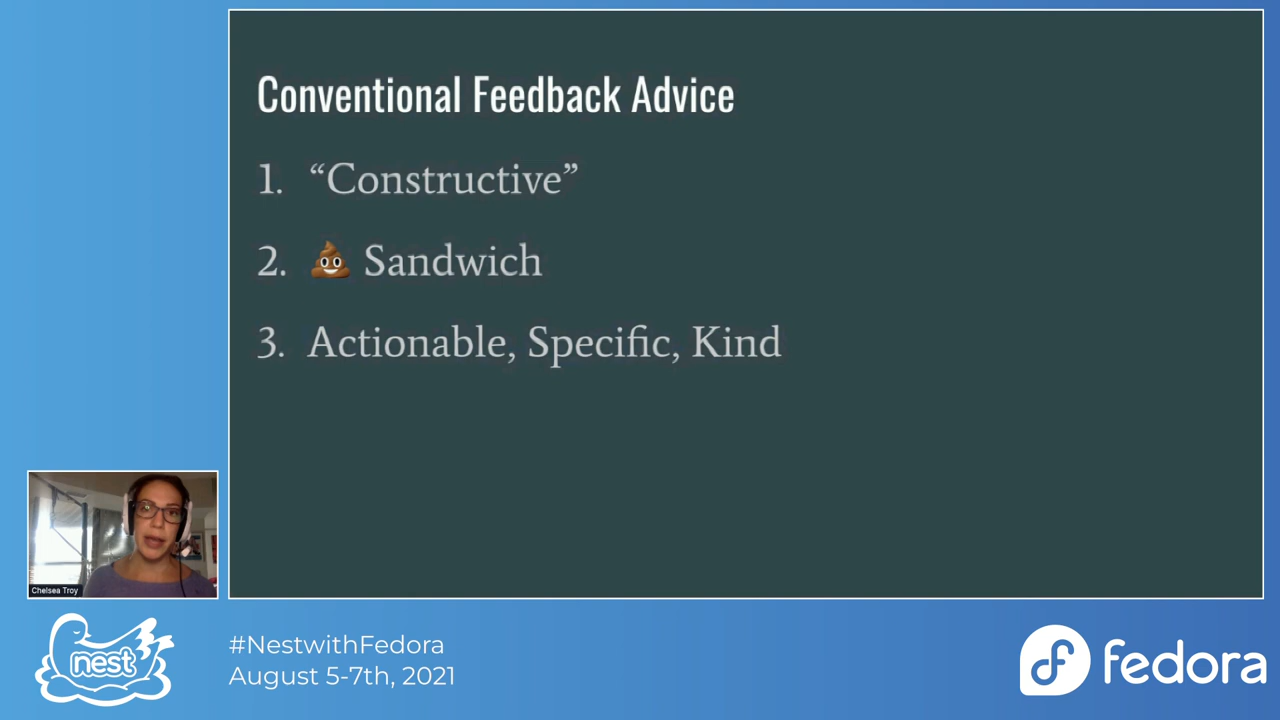 Conventional Feedback Advice
1. “Constructive”
2. 💩 Sandwich
3. Actionable, Specific, Kind
Chelsea Troy
nest
#NestwithFedora
August 5-7th, 2021
fedora